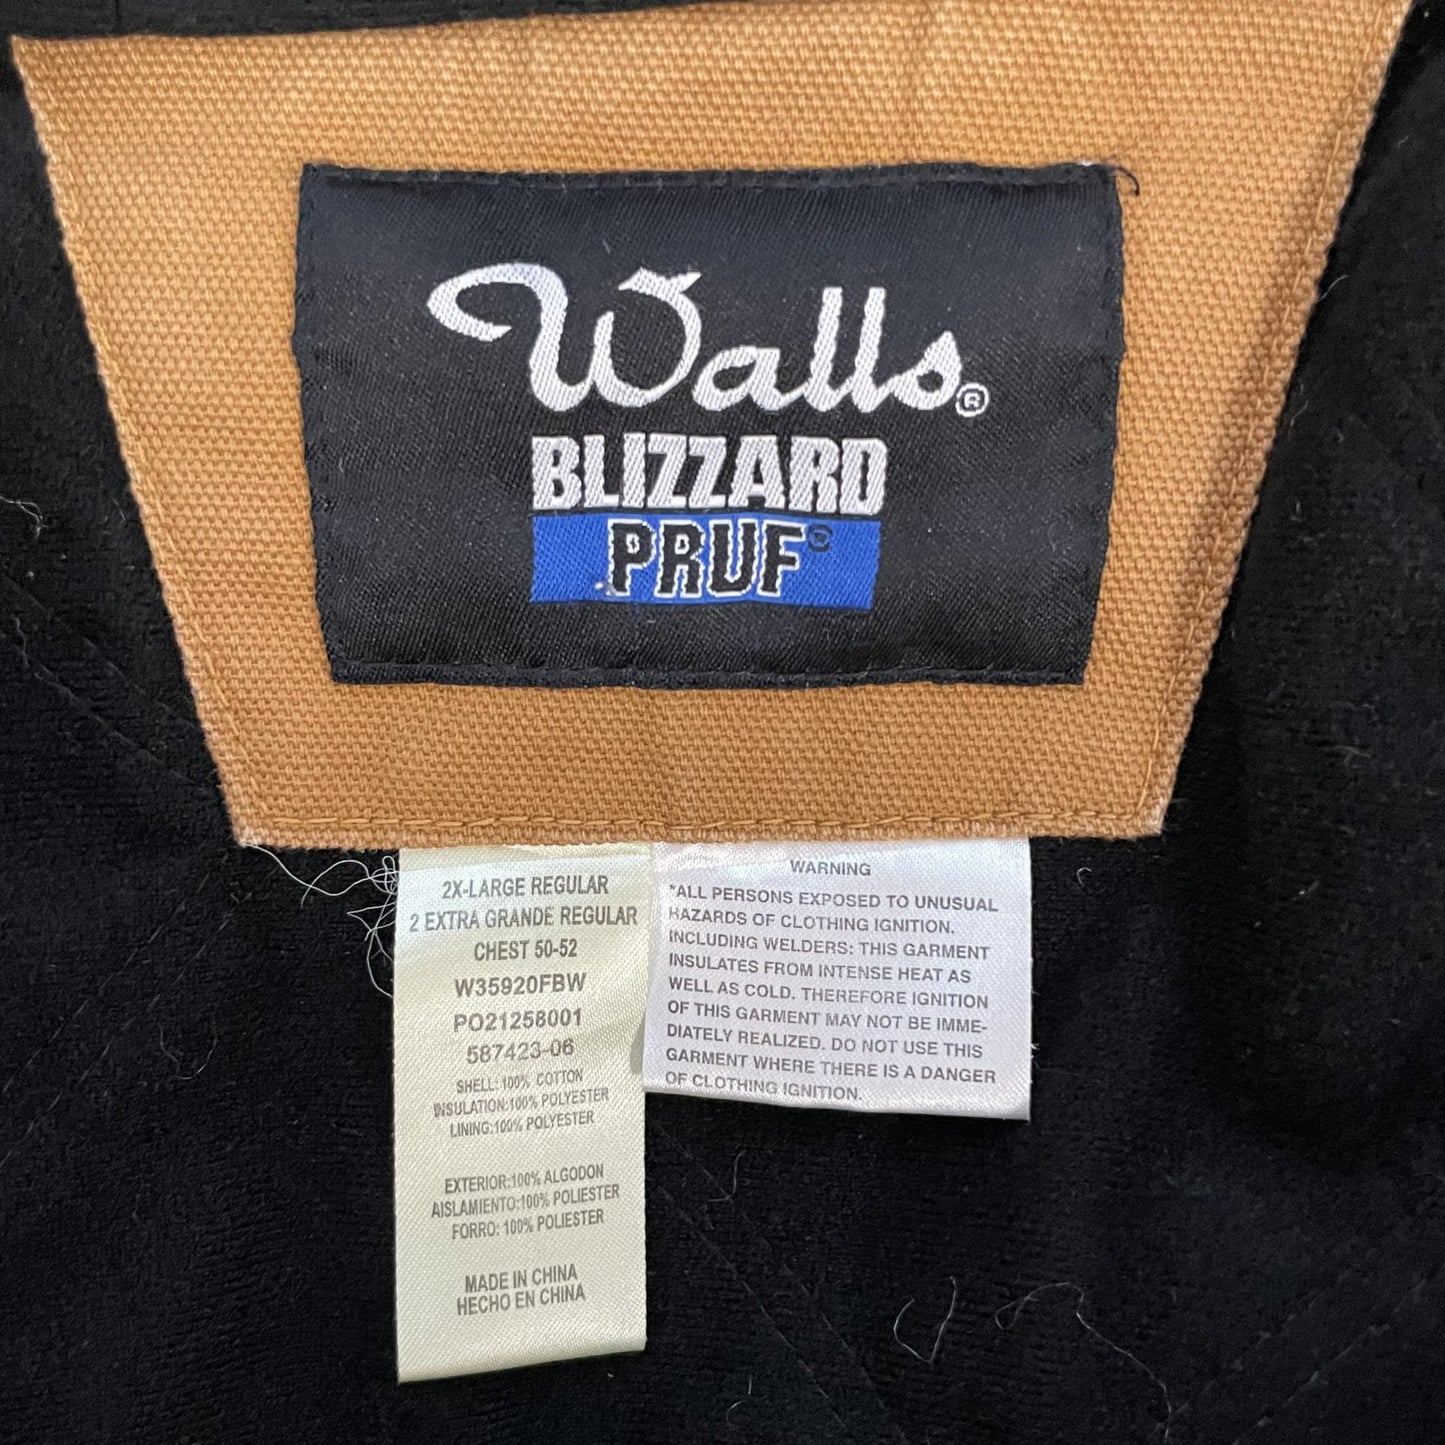 Walls®
BLIZZARD
PRUF®
2X-LARGE REGULAR
2 EXTRA GRANDE REGULAR
CHEST 50-52
W35920FBW
PO21258001
587423-06
SHELL: 100% COTTON
INSULATION:100% POLYESTER
LINING:100% POLYESTER
EXTERIOR:100% ALGODON
AISLAMIENTO:100% POLIESTER
FORRO: 100% POLIESTER
MADE IN CHINA
HECHO EN CHINA
WARNING
*ALL PERSONS EXPOSED TO UNUSUAL
HAZARDS OF CLOTHING IGNITION.
INCLUDING WELDERS: THIS GARMENT
INSULATES FROM INTENSE HEAT AS
WELL AS COLD. THEREFORE IGNITION
OF THIS GARMENT MAY NOT BE IMME-
DIATELY REALIZED. DO NOT USE THIS
GARMENT WHERE THERE IS A DANGER
OF CLOTHING IGNITION.